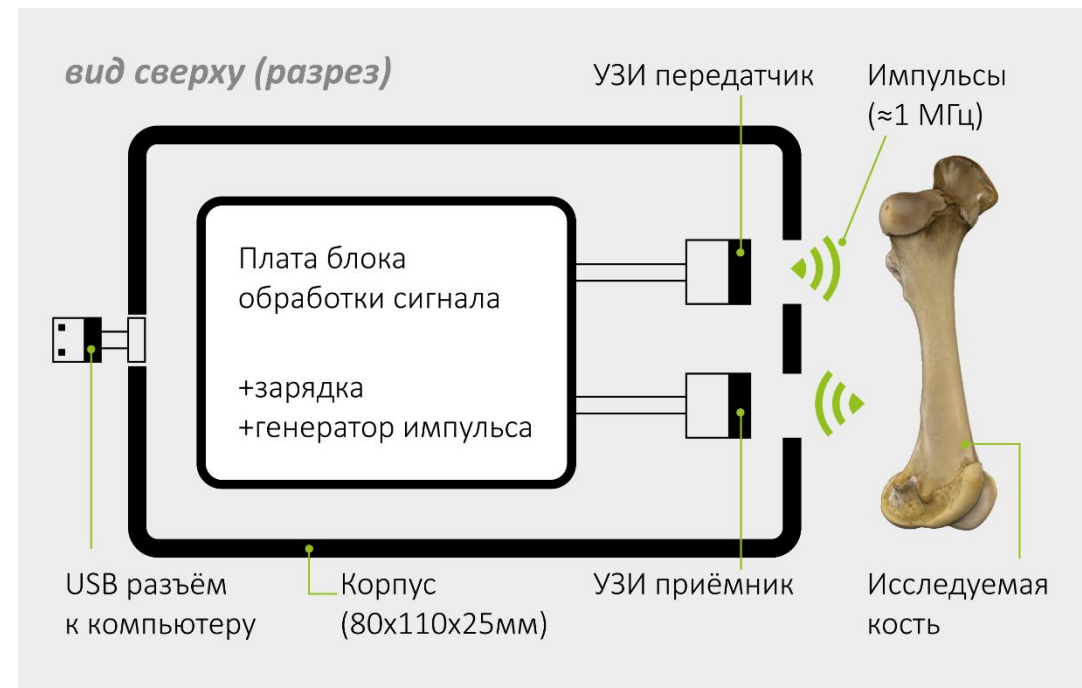 вид сверху (разрез)
УЗИ передатчик
Импульсы
(≈1 МГц)
Плата блока
обработки сигнала
+зарядка
+генератор импульса
USB разъём
к компьютеру
Корпус
(80х110х25мм)
УЗИ приёмник
Исследуемая
кость